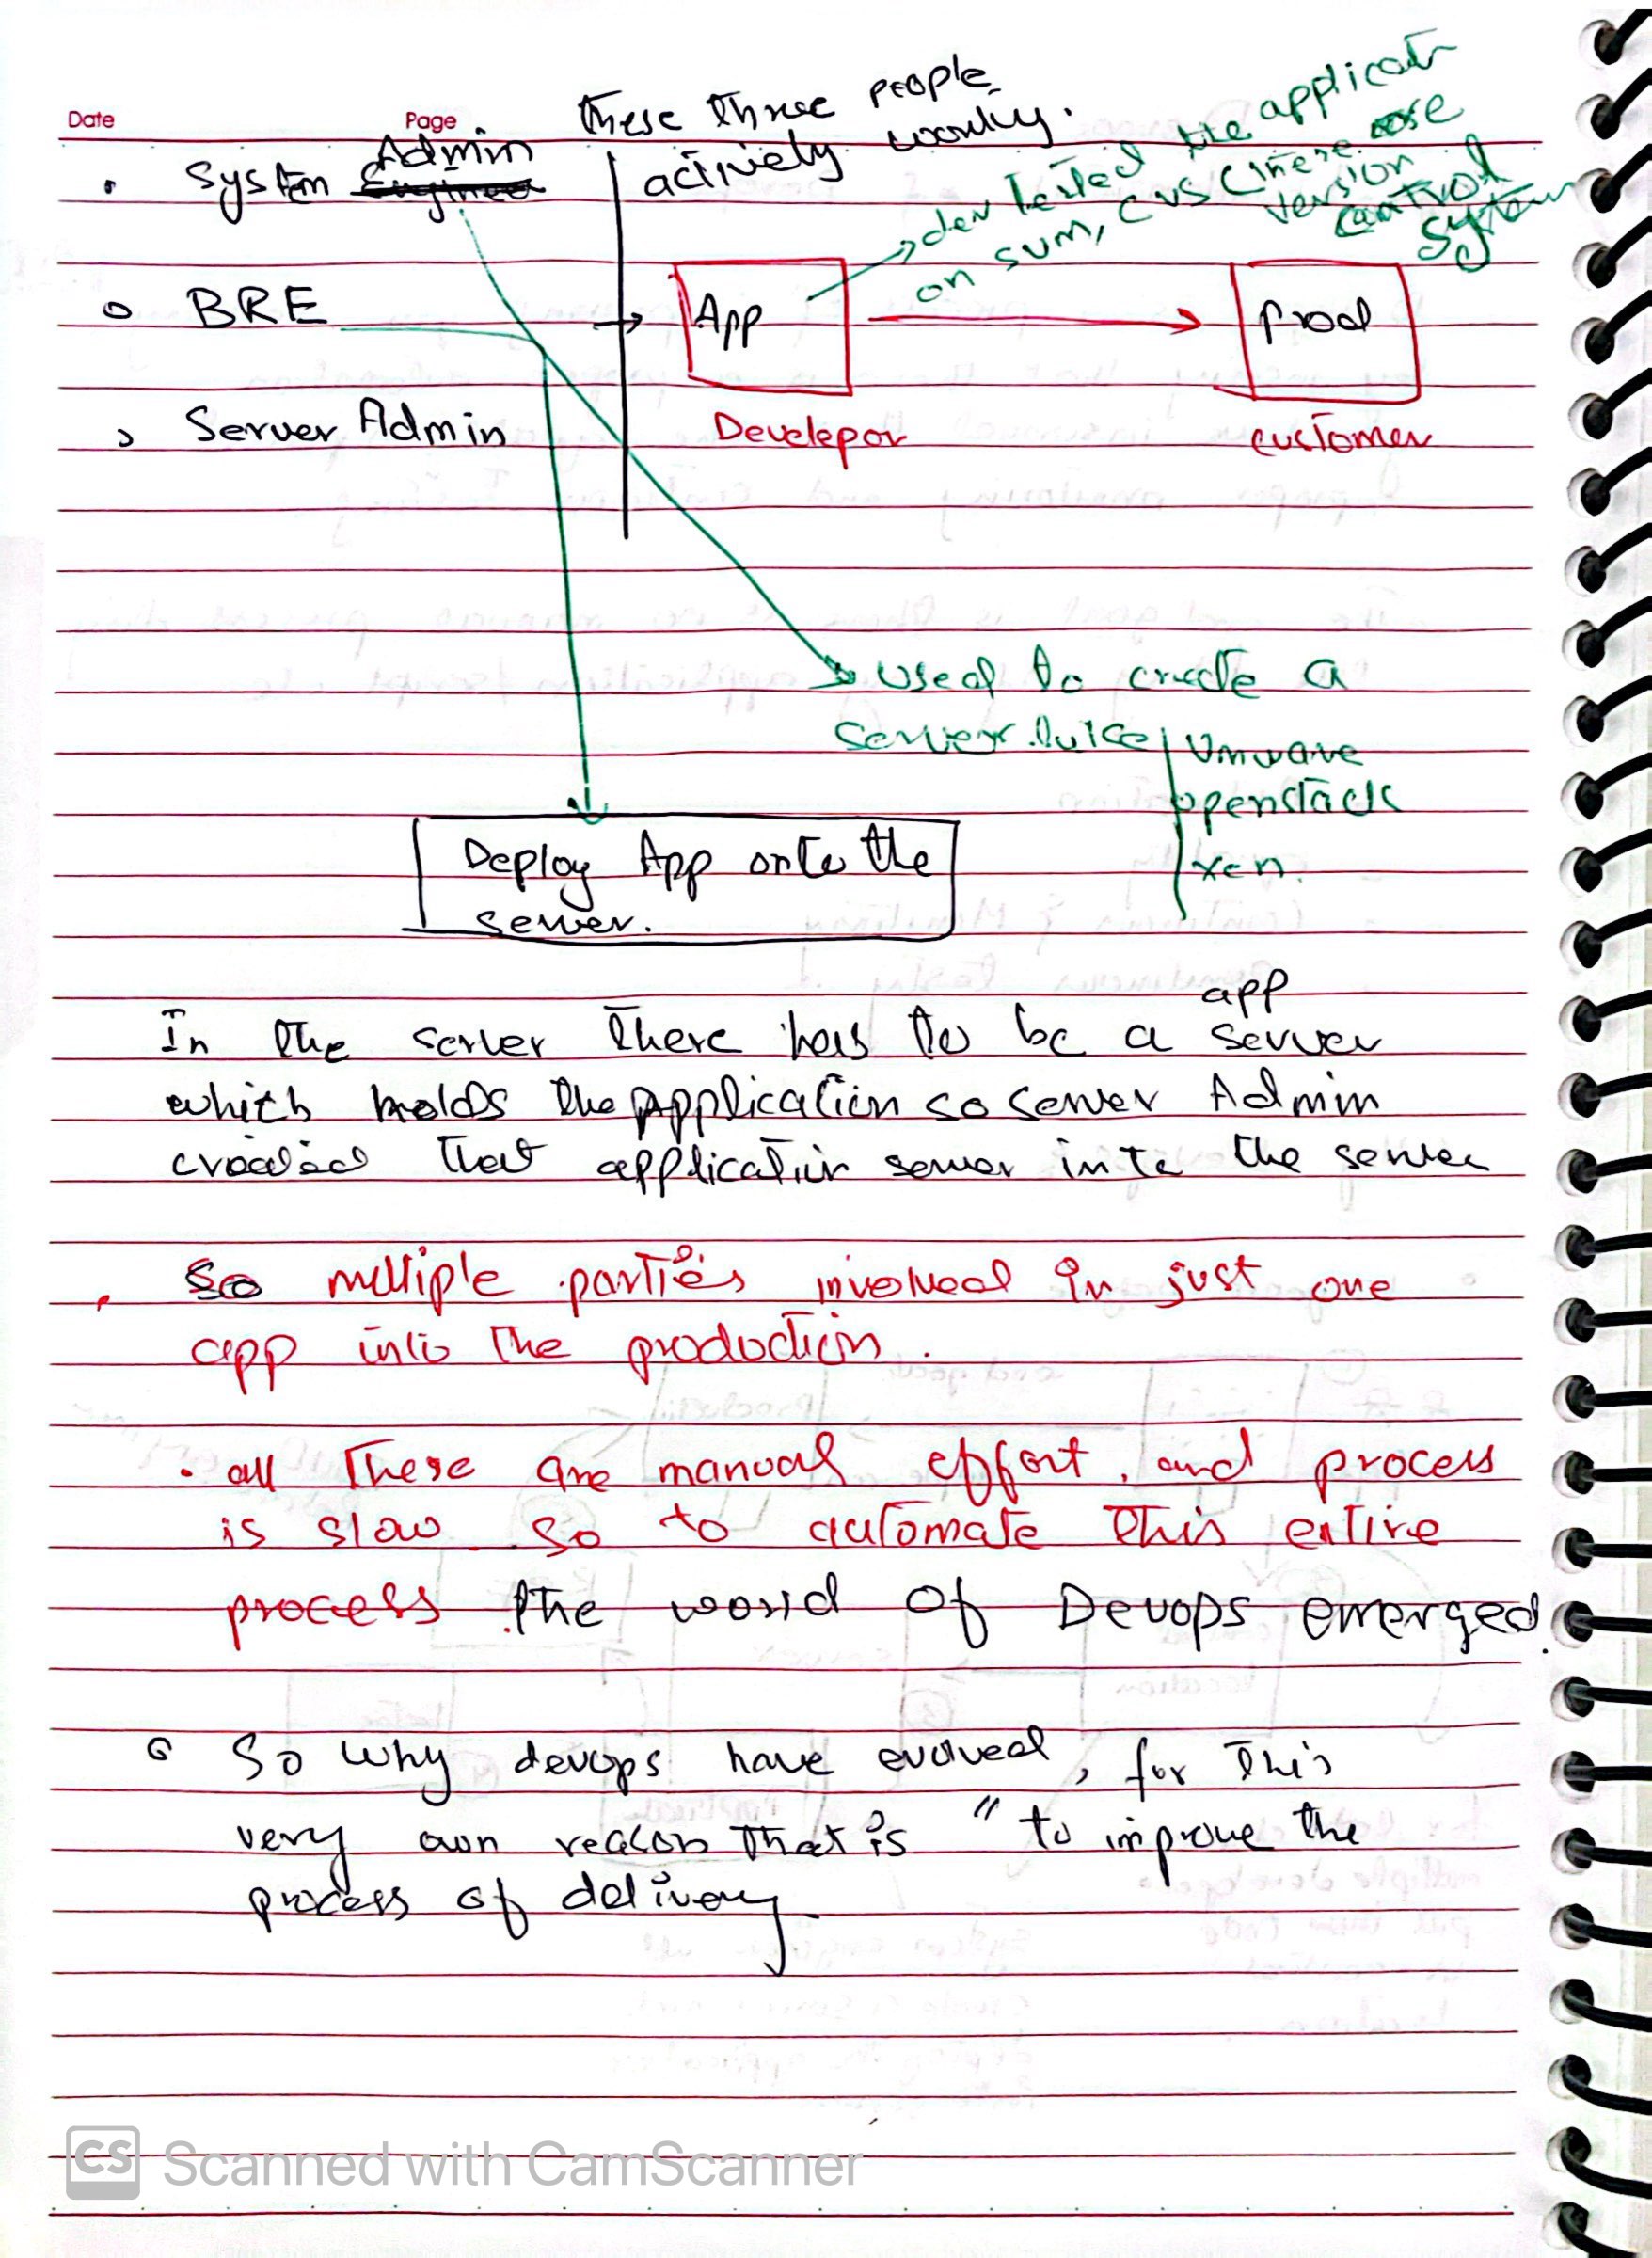 Date
Page
these three people
actively working.
• System Admin Enginee
→ dev tested the applicat
on sum, cvs (these are
version
control
system
○ BRE
→ App
Prod
› Server Admin
Develepor
customer
→ used to create a
server. like
Vmware
openstack
xen.
Deploy App onto the
server.
app
In the server there has to be a server
which holds the Application so server Admin
created that application server into the server
• So multiple parties involved in just one
app into the production.
• all these are manual effort, and process
is slow. so to automate this entire
process. the world of Devops emerged.
○ So why devops have evolved, for this
very own reason that is " to improve the
process of delivery.
CS Scanned with CamScanner